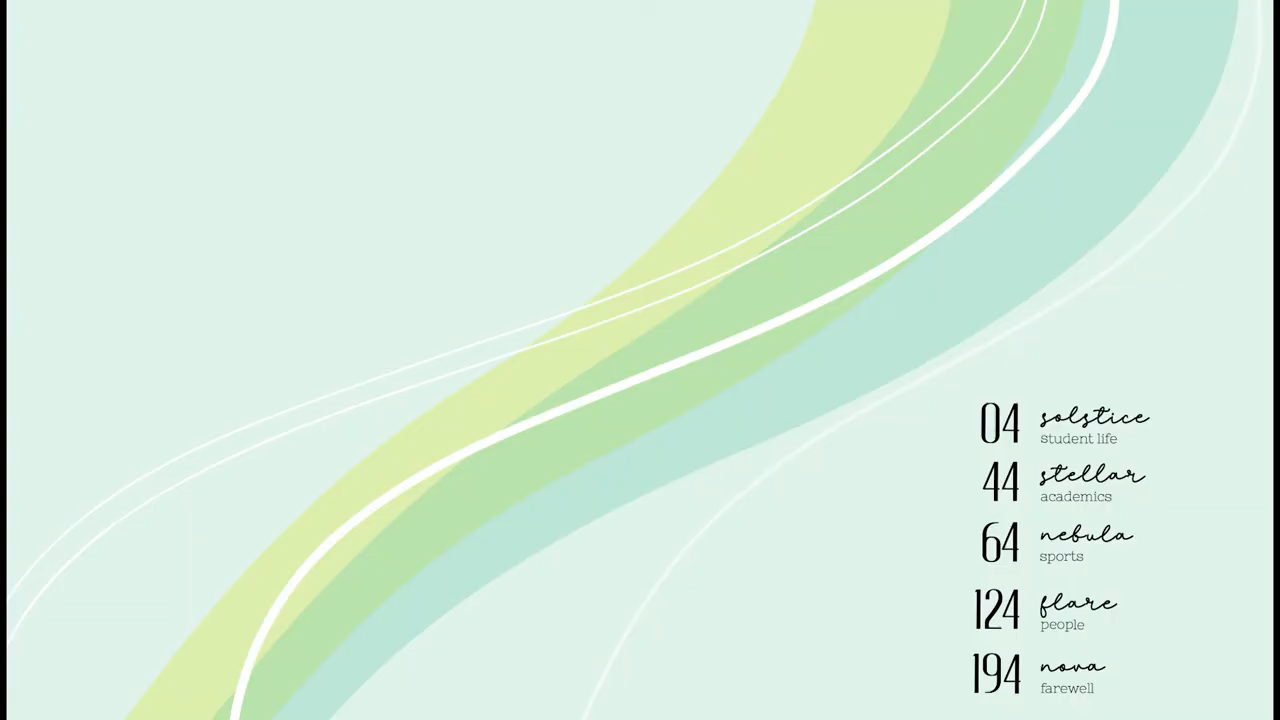 04 solstice
student life
44 stellar
academics
64 nebula
sports
124 flare
people
194 nova
farewell